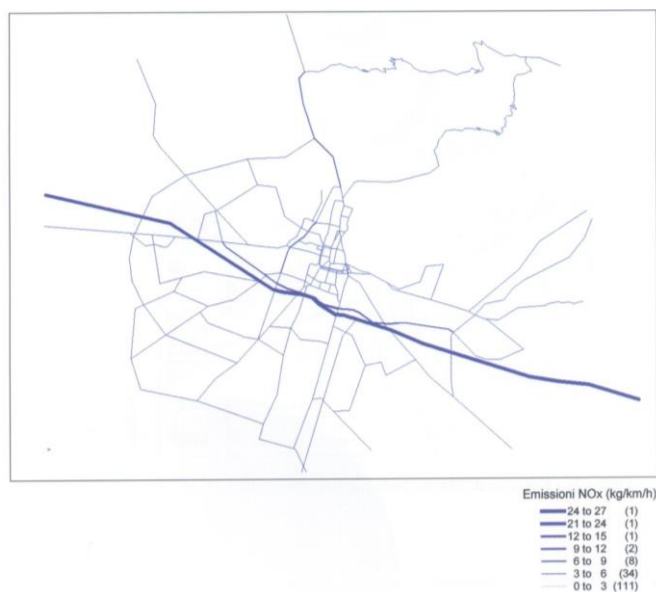 Emissioni NOx (kg/km/h)
24 to 27 (1)
21 to 24 (1)
12 to 15 (1)
9 to 12 (2)
6 to 9 (8)
3 to 6 (34)
0 to 3 (111)